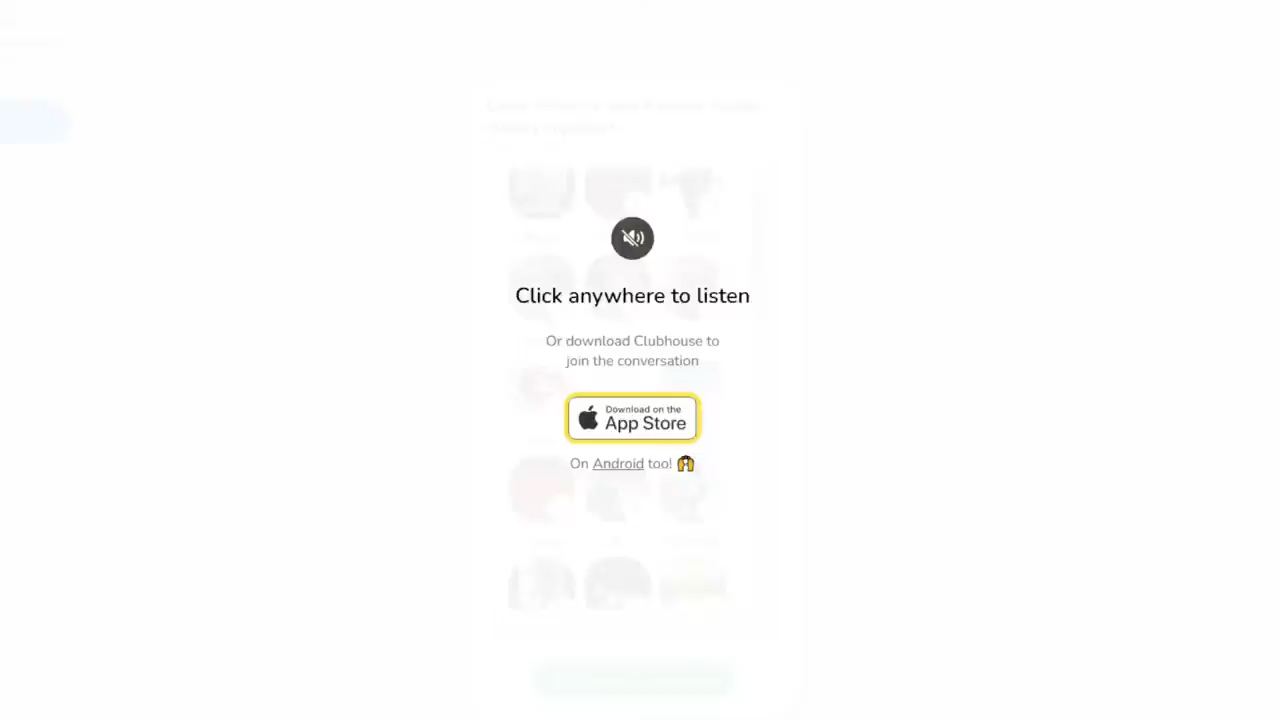 Click anywhere to listen
Or download Clubhouse to
join the conversation
Download on the
App Store
On Android too! 🙌